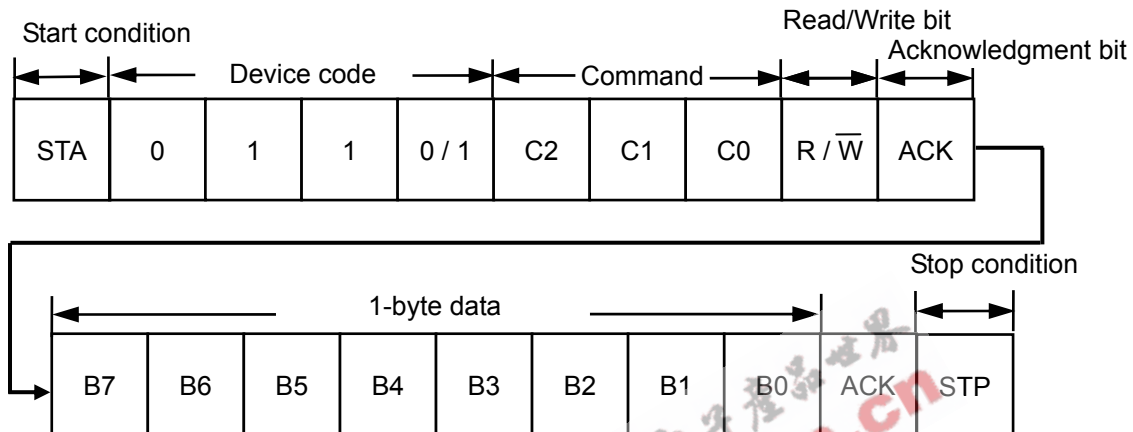 Start condition
Read/Write bit
Acknowledgment bit
Device code
Command
STA 0 1 1 0 / 1 C2 C1 C0 R / W̅ ACK
Stop condition
1-byte data
B7 B6 B5 B4 B3 B2 B1 B0 ACK STP